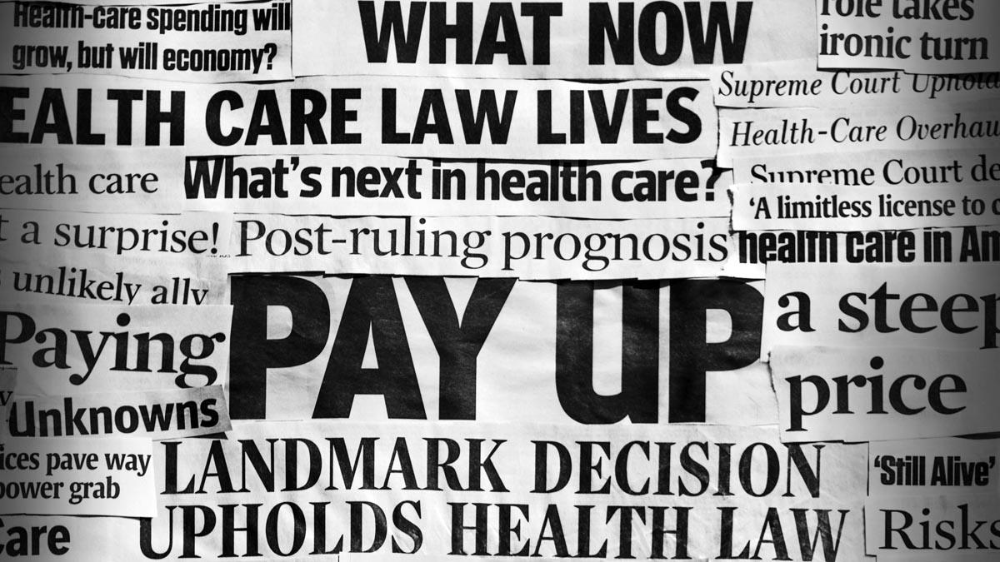 Health-care spending will
grow, but will economy?
WHAT NOW
role takes
ironic turn
EALTH CARE LAW LIVES
Supreme Court Uphold
Health-Care Overhau
ealth care
What's next in health care?
Supreme Court de
'A limitless license to c
t a surprise!
Post-ruling prognosis
health care in Am
unlikely ally
Paying
PAY UP
a steep
price
Unknowns
ices pave way
power grab
LANDMARK DECISION
UPHOLDS HEALTH LAW
'Still Alive'
Care
Risks